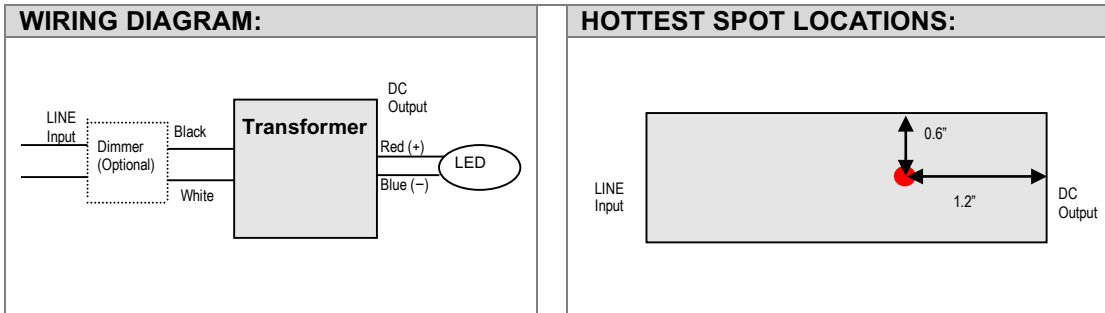 WIRING DIAGRAM:
LINE
Input
Dimmer
(Optional)
Black
White
Transformer
DC
Output
Red (+)
Blue (−)
LED
HOTTEST SPOT LOCATIONS:
LINE
Input
0.6”
1.2”
DC
Output